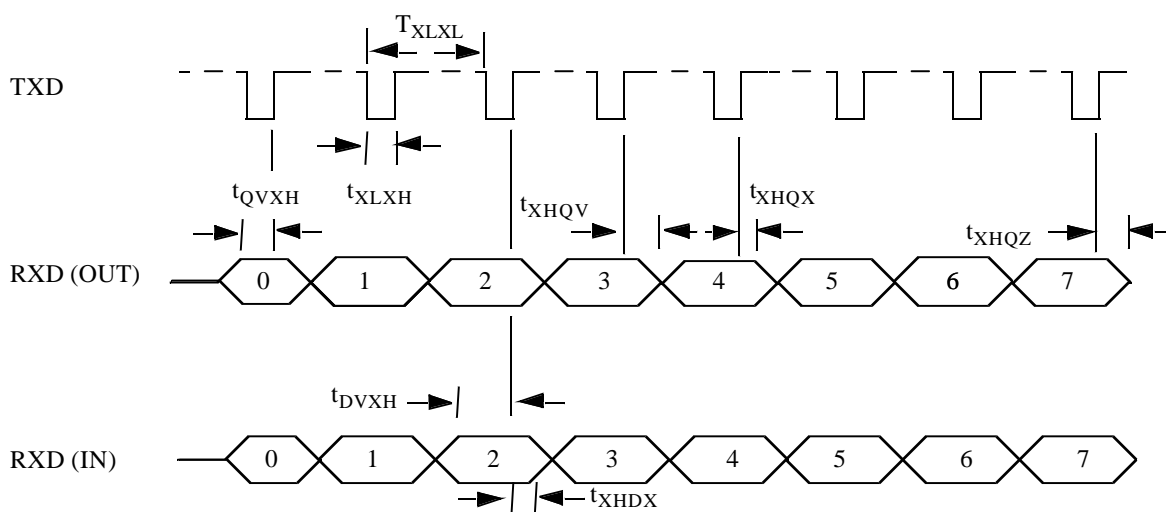 T_XLXL
TXD
t_QVXH t_XLXH t_XHQV t_XHQX t_XHQZ
RXD (OUT) 0 1 2 3 4 5 6 7
t_DVXH
RXD (IN) 0 1 2 3 4 5 6 7
t_XHDX